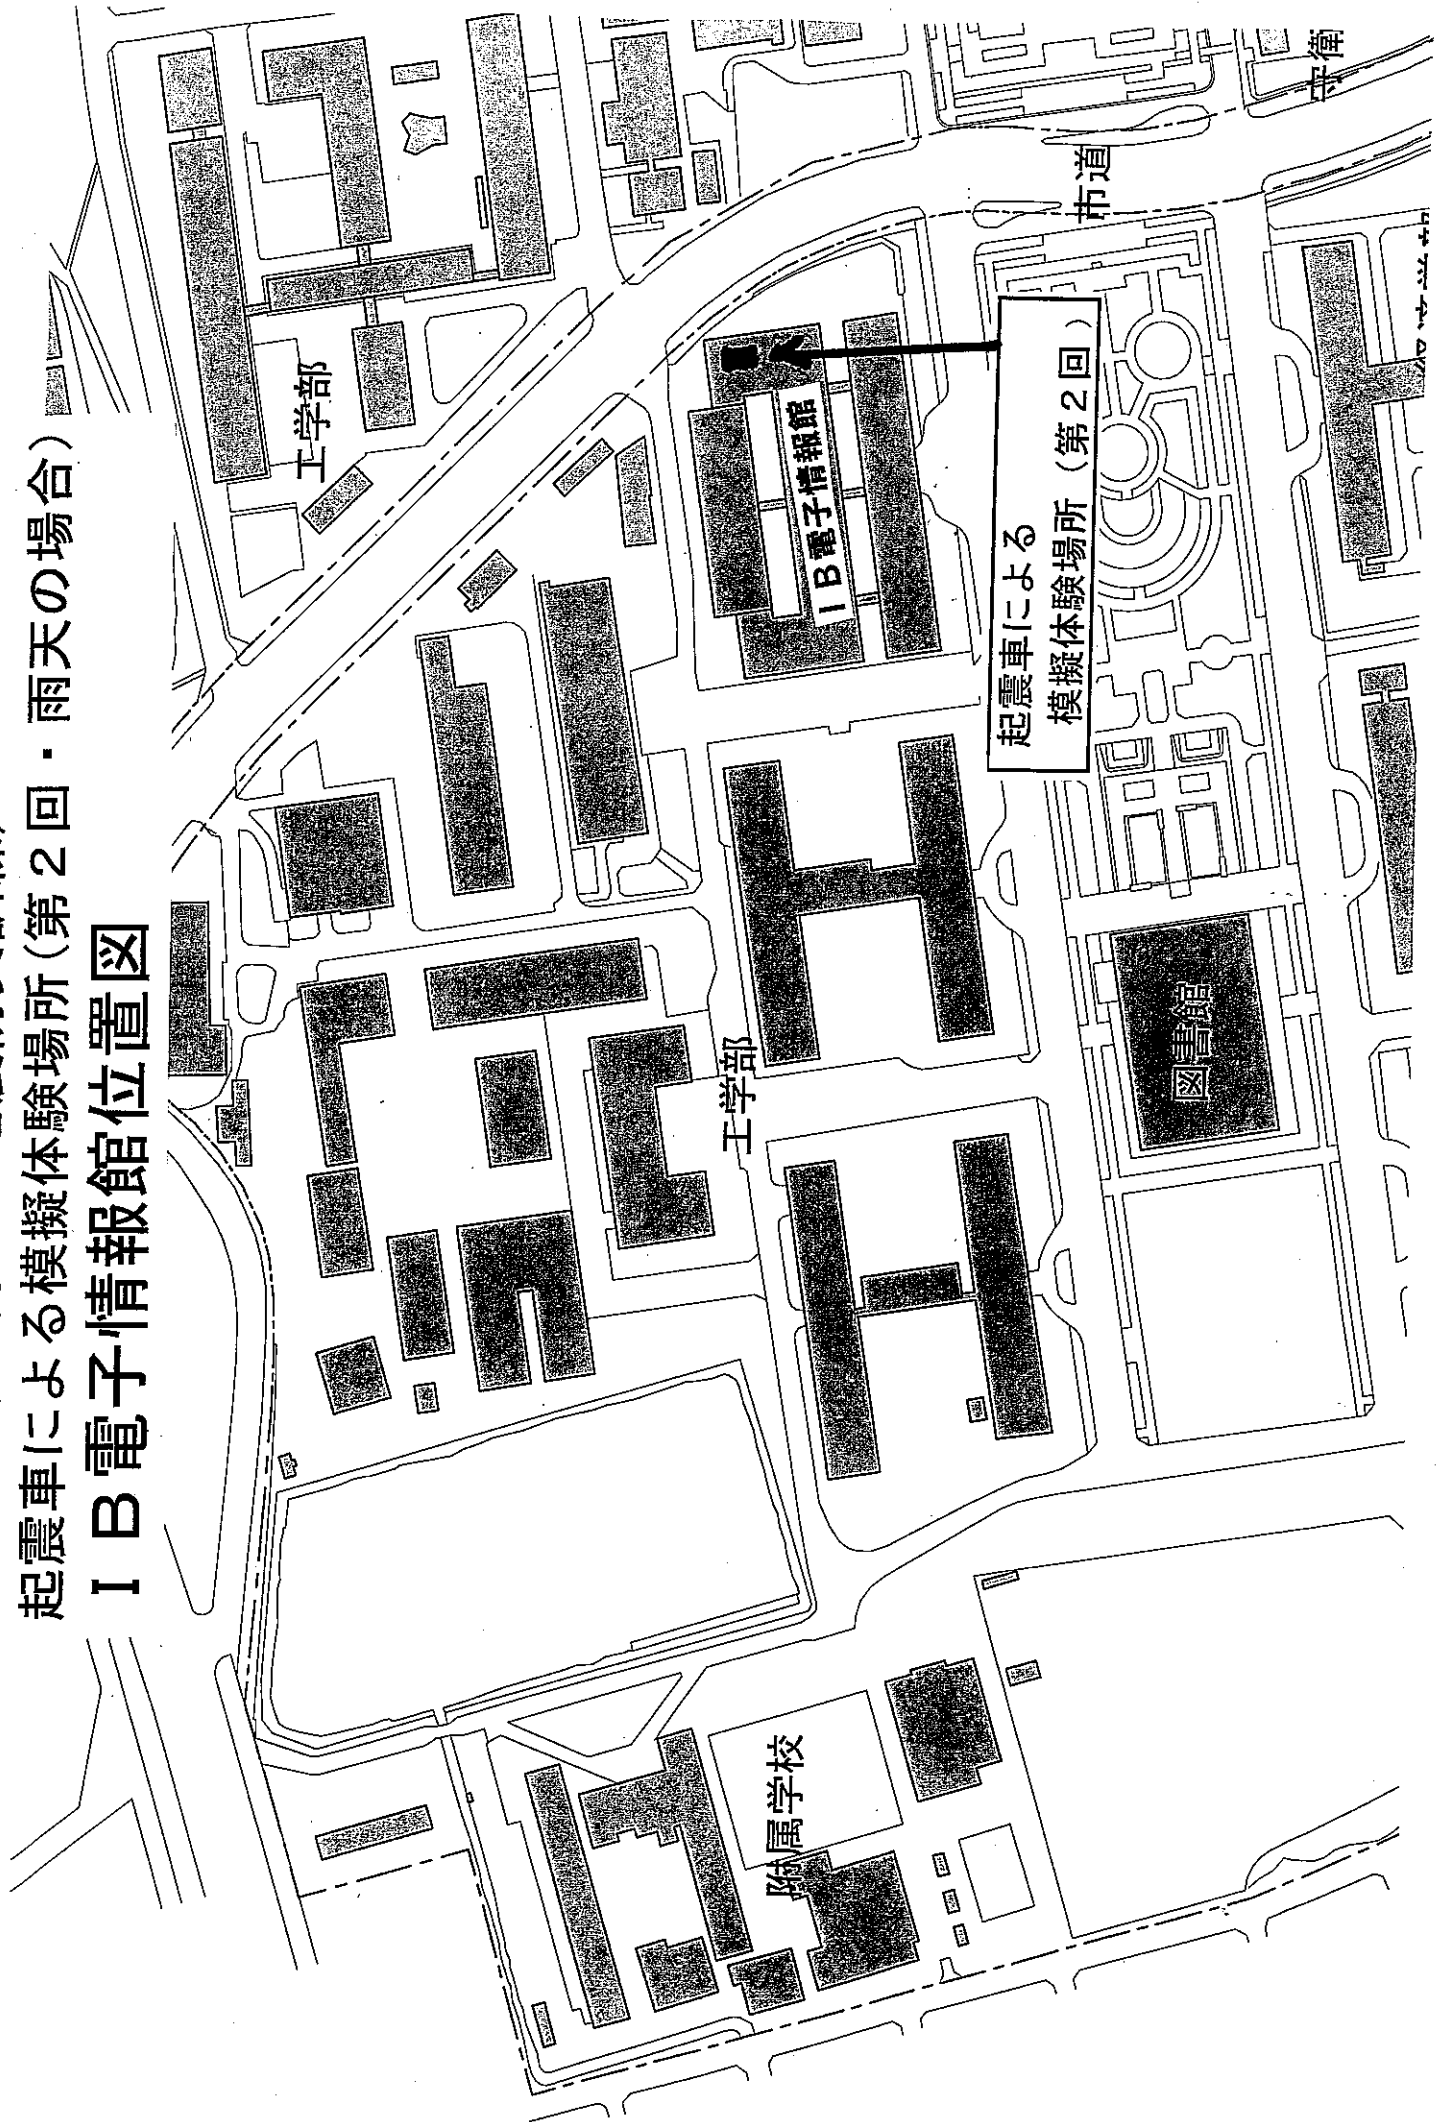 起震車による模擬体験場所（第２回・雨天の場合）
ＩＢ電子情報館位置図
工学部
守衛
市道
ＩＢ電子情報館
起震車による
模擬体験場所（第２回）
工学部
図書館
附属学校